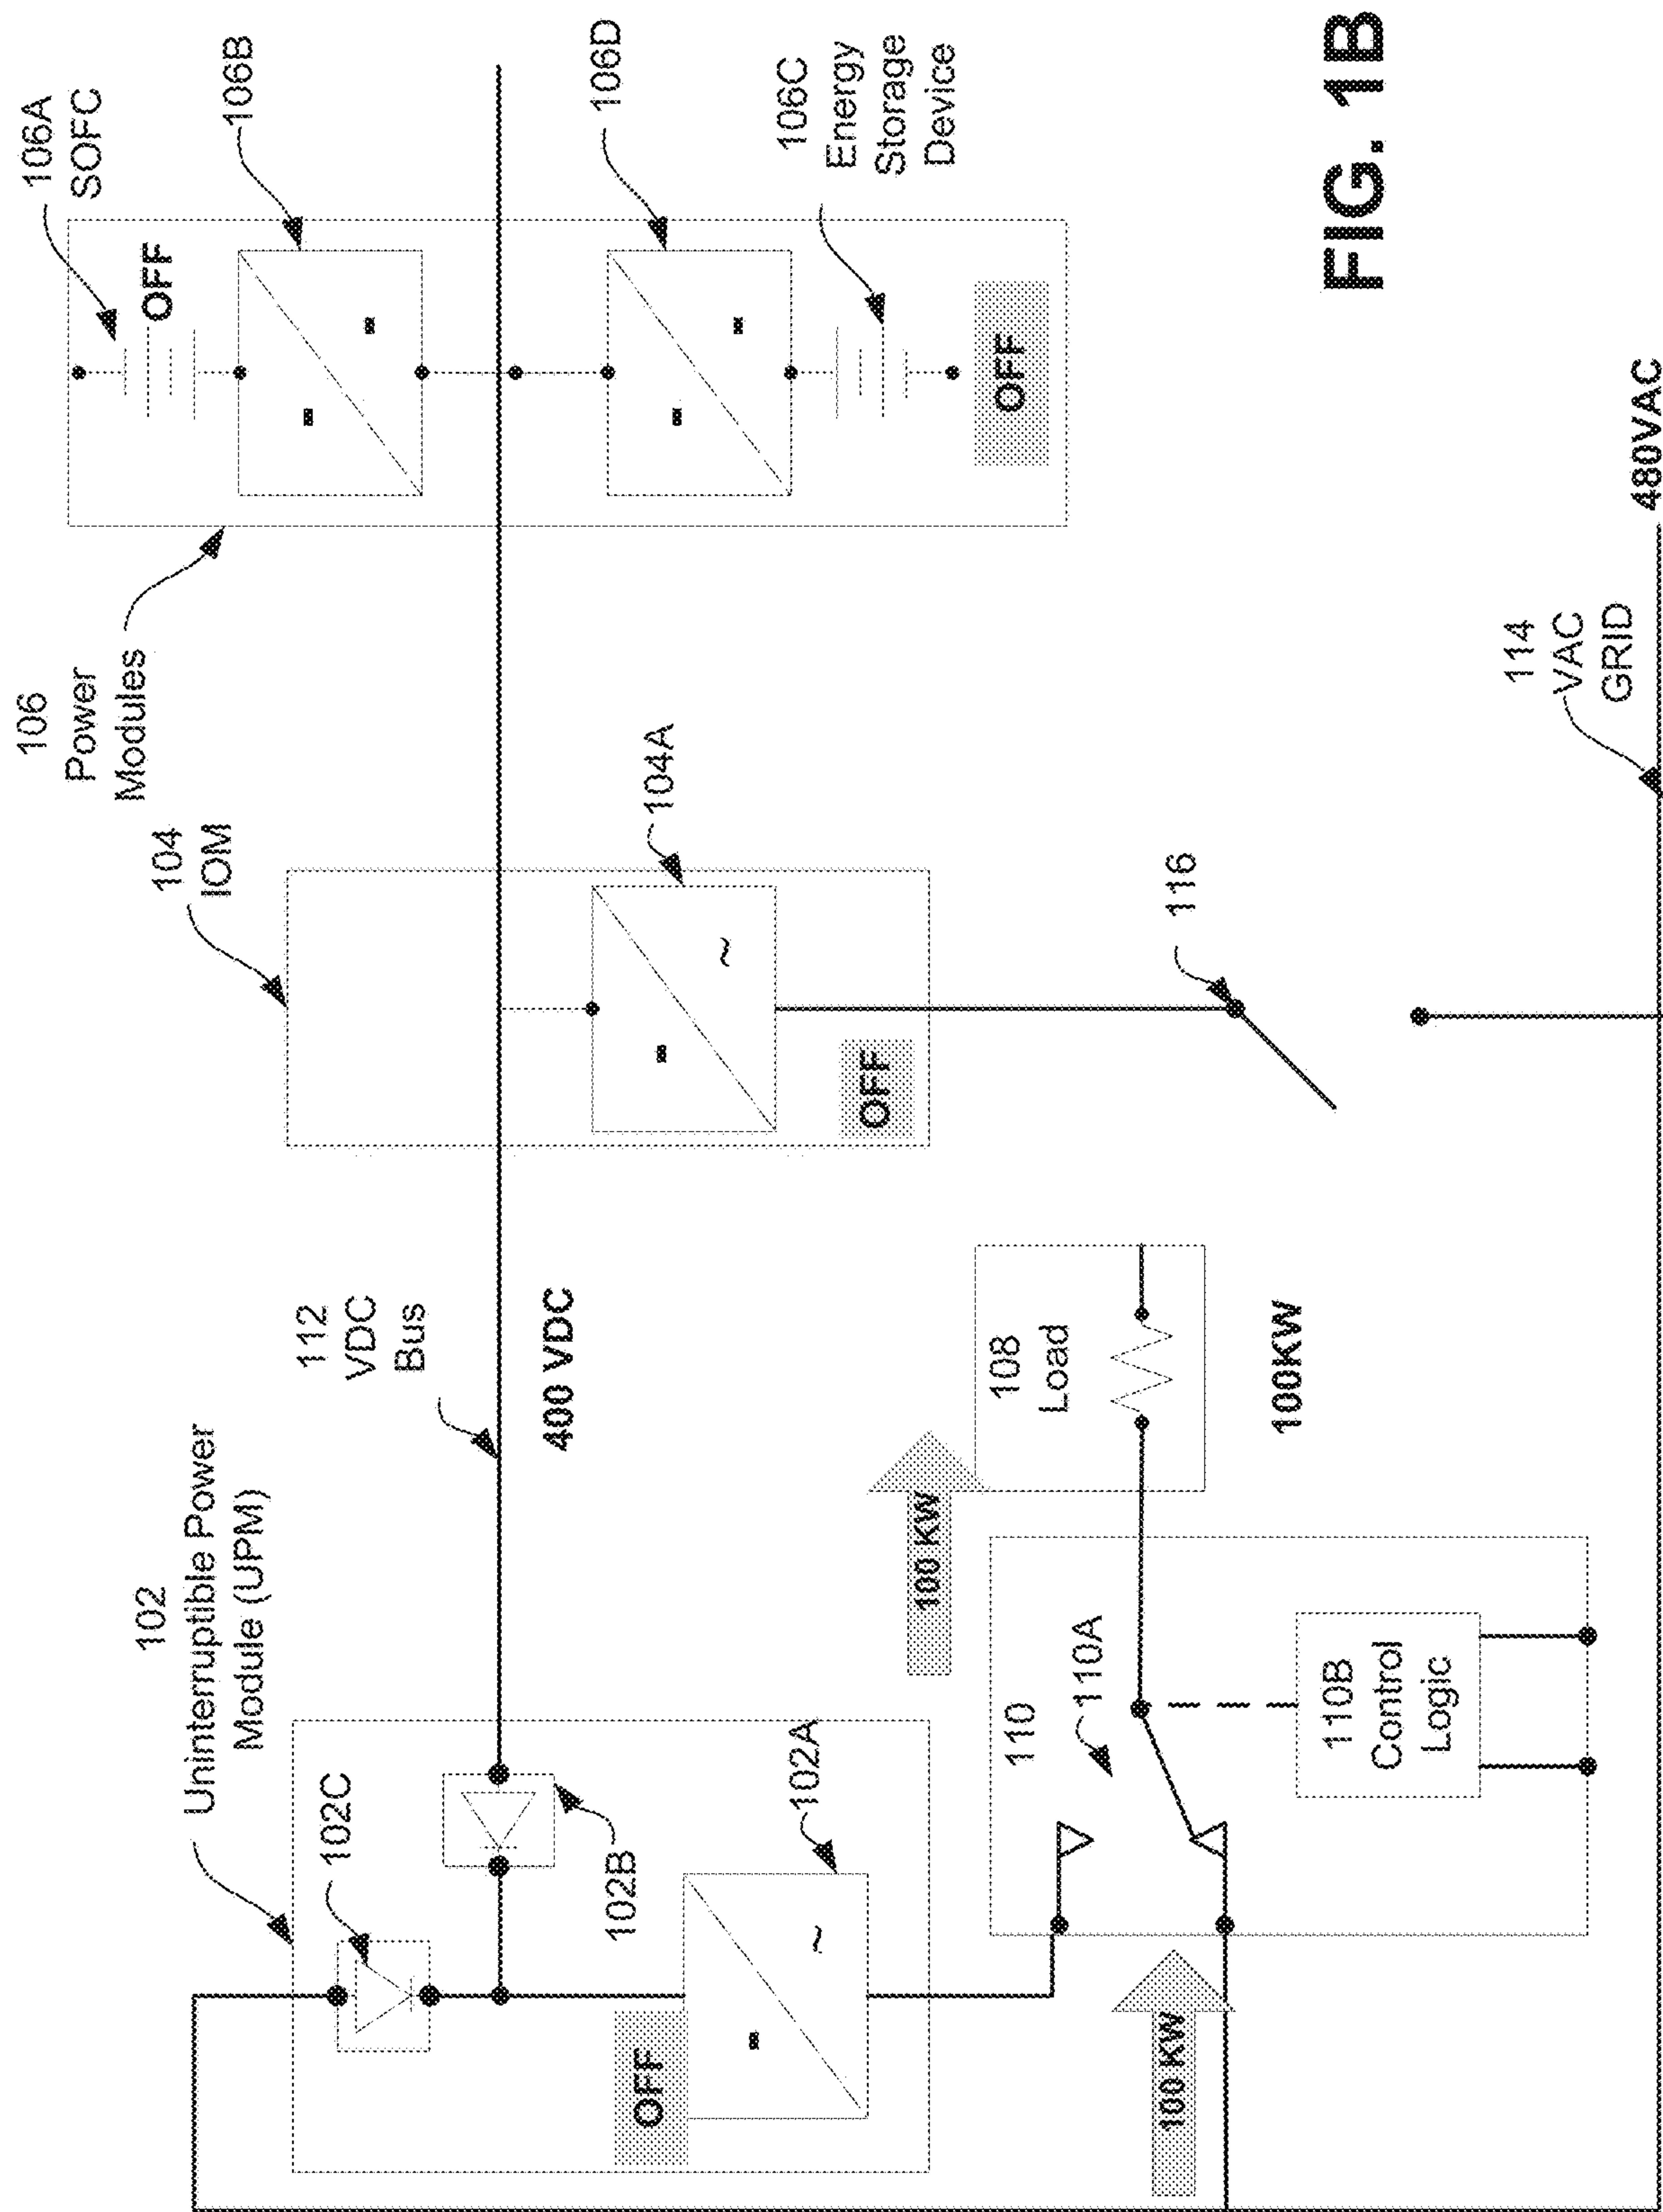 102
Uninterruptible Power
Module (UPM)
102C
102B
OFF
102A
112
VDC
Bus
400 VDC
104
IOM
104A
OFF
106
Power
Modules
106A
SOFC
OFF
106B
106D
106C
Energy
Storage
Device
OFF
100 KW
108
Load
100KW
100 KW
110
110A
110B
Control
Logic
116
114
VAC
GRID
480VAC
FIG. 1B